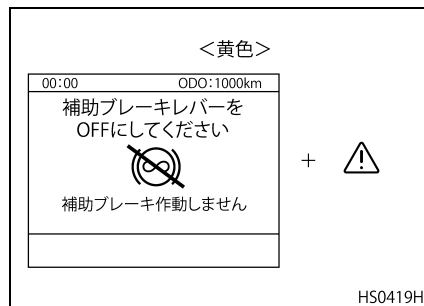 ＜黄色＞
00:00 ODO:1000km
補助ブレーキレバーを
OFFにしてください
補助ブレーキ作動しません
+
HS0419H